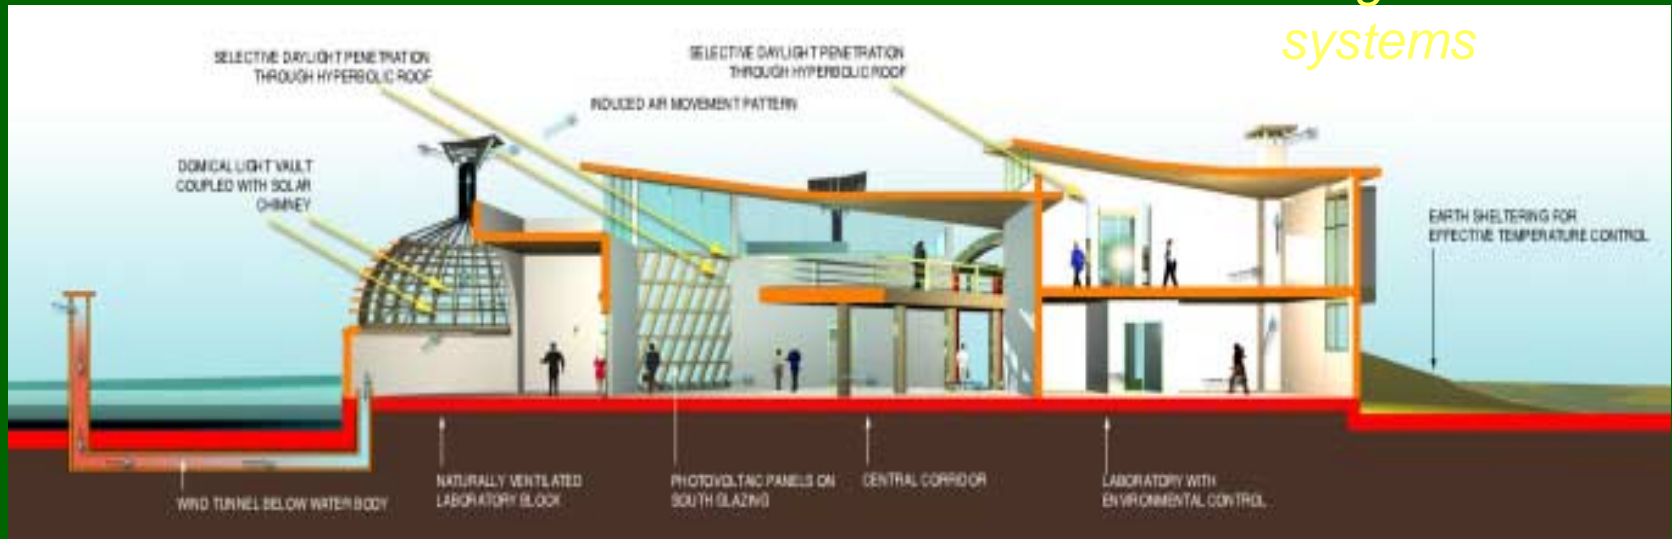 systems
SELECTIVE DAYLIGHT PENETRATION
THROUGH HYPERBOLIC ROOF
SELECTIVE DAYLIGHT PENETRATION
THROUGH HYPERBOLIC ROOF
INDUCED AIR MOVEMENT PATTERN
DOMICAL LIGHT VAULT
COUPLED WITH SOLAR
CHIMNEY
EARTH SHELTERING FOR
EFFECTIVE TEMPERATURE CONTROL
WIND TUNNEL BELOW WATER BODY
NATURALLY VENTILATED
LABORATORY BLOCK
PHOTOVOLTAIC PANELS ON
SOUTH GLAZING
CENTRAL CORRIDOR
LABORATORY WITH
ENVIRONMENTAL CONTROL